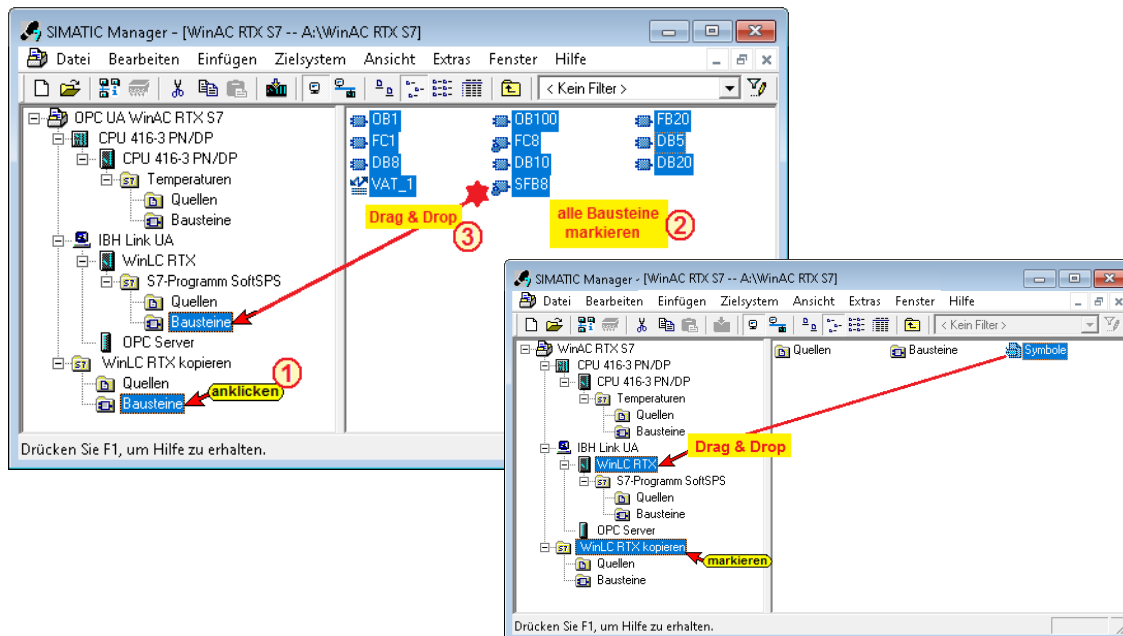 SIMATIC Manager - [WinAC RTX S7 -- A:\WinAC RTX S7]
Datei Bearbeiten Einfügen Zielsystem Ansicht Extras Fenster Hilfe
< Kein Filter >
OPC UA WinAC RTX S7
CPU 416-3 PN/DP
CPU 416-3 PN/DP
Temperaturen
Quellen
Bausteine
IBH Link UA
WinLC RTX
S7-Programm SoftSPS
Quellen
Bausteine
OPC Server
WinLC RTX kopieren
Quellen
Bausteine
anklicken
1
OB1 OB100 FB20
FC1 FC8 DB5
DB8 DB10 DB20
VAT_1 SFB8
Drag & Drop
3
alle Bausteine
markieren
2
Drücken Sie F1, um Hilfe zu erhalten.
SIMATIC Manager - [WinAC RTX S7 -- A:\WinAC RTX S7]
Datei Bearbeiten Einfügen Zielsystem Ansicht Extras Fenster Hilfe
< Kein Filter >
WinAC RTX S7
CPU 416-3 PN/DP
CPU 416-3 PN/DP
Temperaturen
Quellen
Bausteine
IBH Link UA
WinLC RTX
S7-Programm SoftSPS
Quellen
Bausteine
OPC Server
WinLC RTX kopieren
Quellen
Bausteine
Quellen Bausteine Symbole
Drag & Drop
markieren
Drücken Sie F1, um Hilfe zu erhalten.